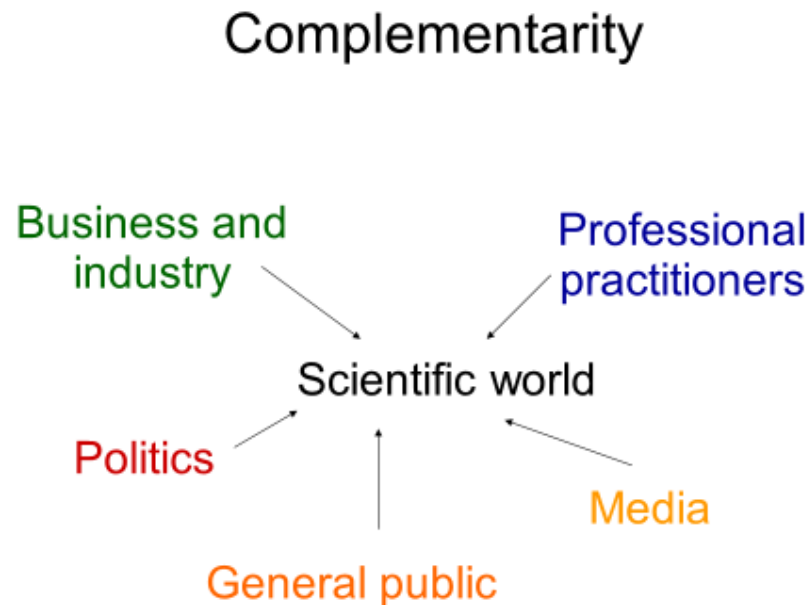 Complementarity
Business and
industry
Professional
practitioners
Scientific world
Politics
Media
General public